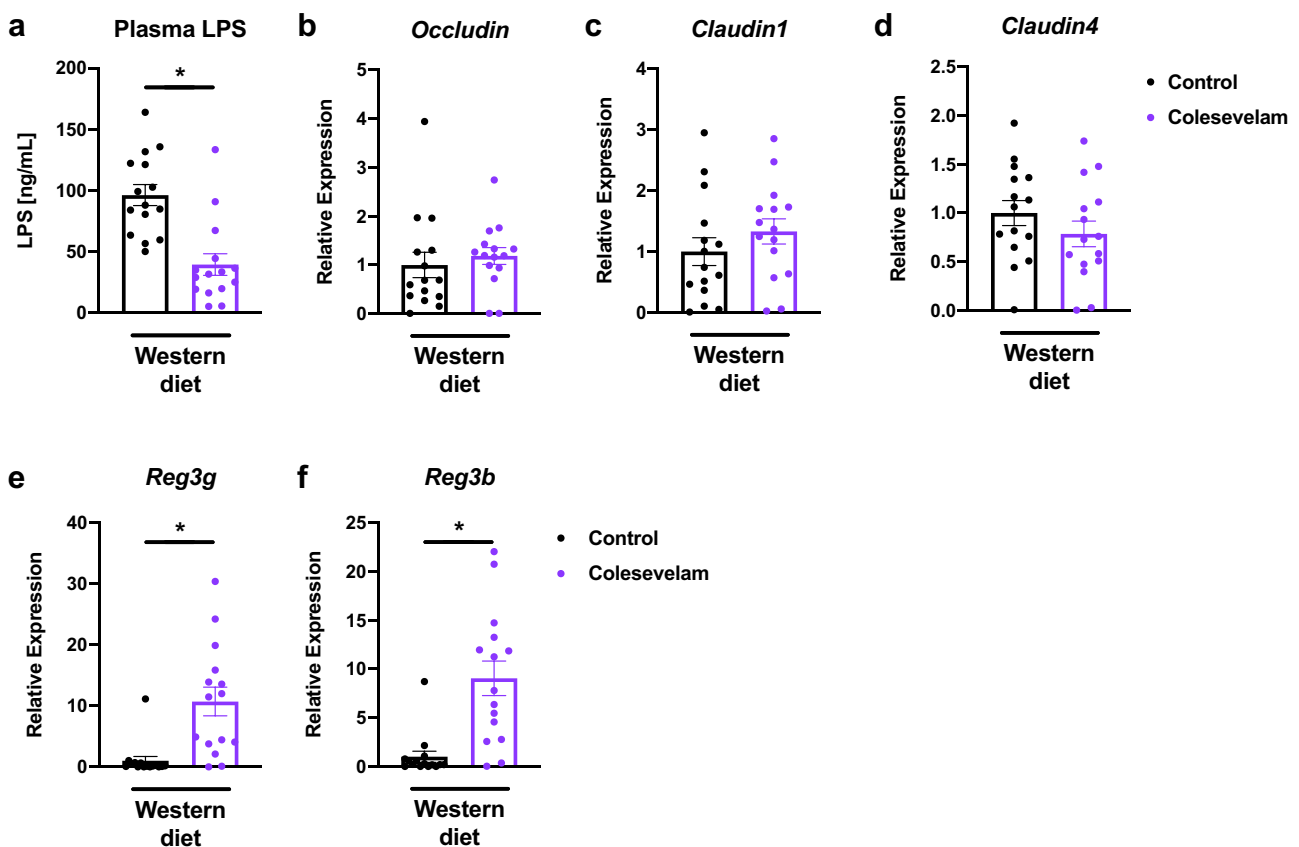 a Plasma LPS
*
LPS [ng/mL]
200
150
100
50
0
Western
diet
b Occludin
Relative Expression
5
4
3
2
1
0
Western
diet
c Claudin1
Relative Expression
4
3
2
1
0
Western
diet
d Claudin4
Relative Expression
2.5
2.0
1.5
1.0
0.5
0.0
Western
diet
Control
Colesevelam
e Reg3g
*
Relative Expression
40
30
20
10
0
Western
diet
f Reg3b
*
Relative Expression
25
20
15
10
5
0
Western
diet
Control
Colesevelam